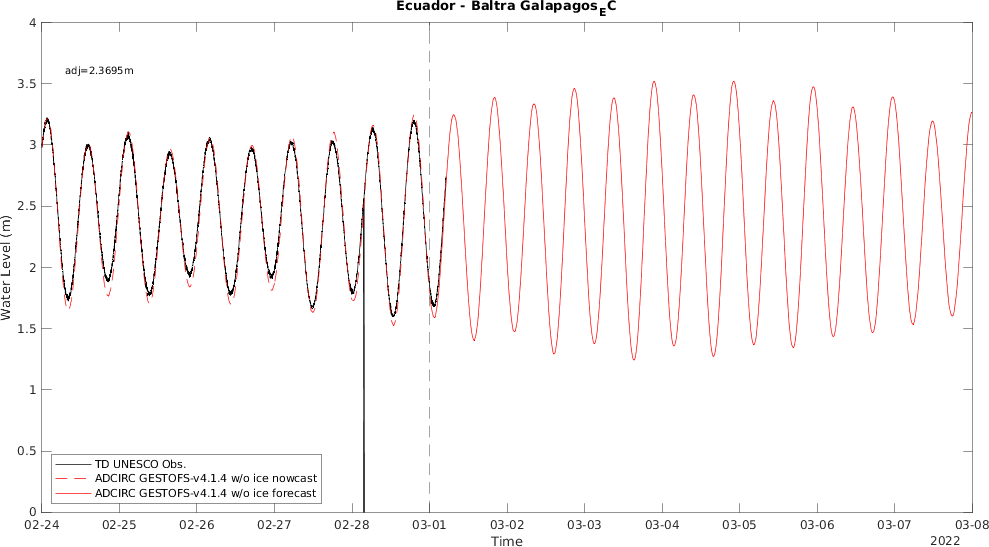 Ecuador - Baltra Galapagos_EC
4
adj=2.3695m
3.5
3
2.5
2
1.5
1
0.5
0
Water Level (m)
TD UNESCO Obs.
ADCIRC GESTOFS-v4.1.4 w/o ice nowcast
ADCIRC GESTOFS-v4.1.4 w/o ice forecast
02-24 02-25 02-26 02-27 02-28 03-01 03-02 03-03 03-04 03-05 03-06 03-07 03-08
Time
2022